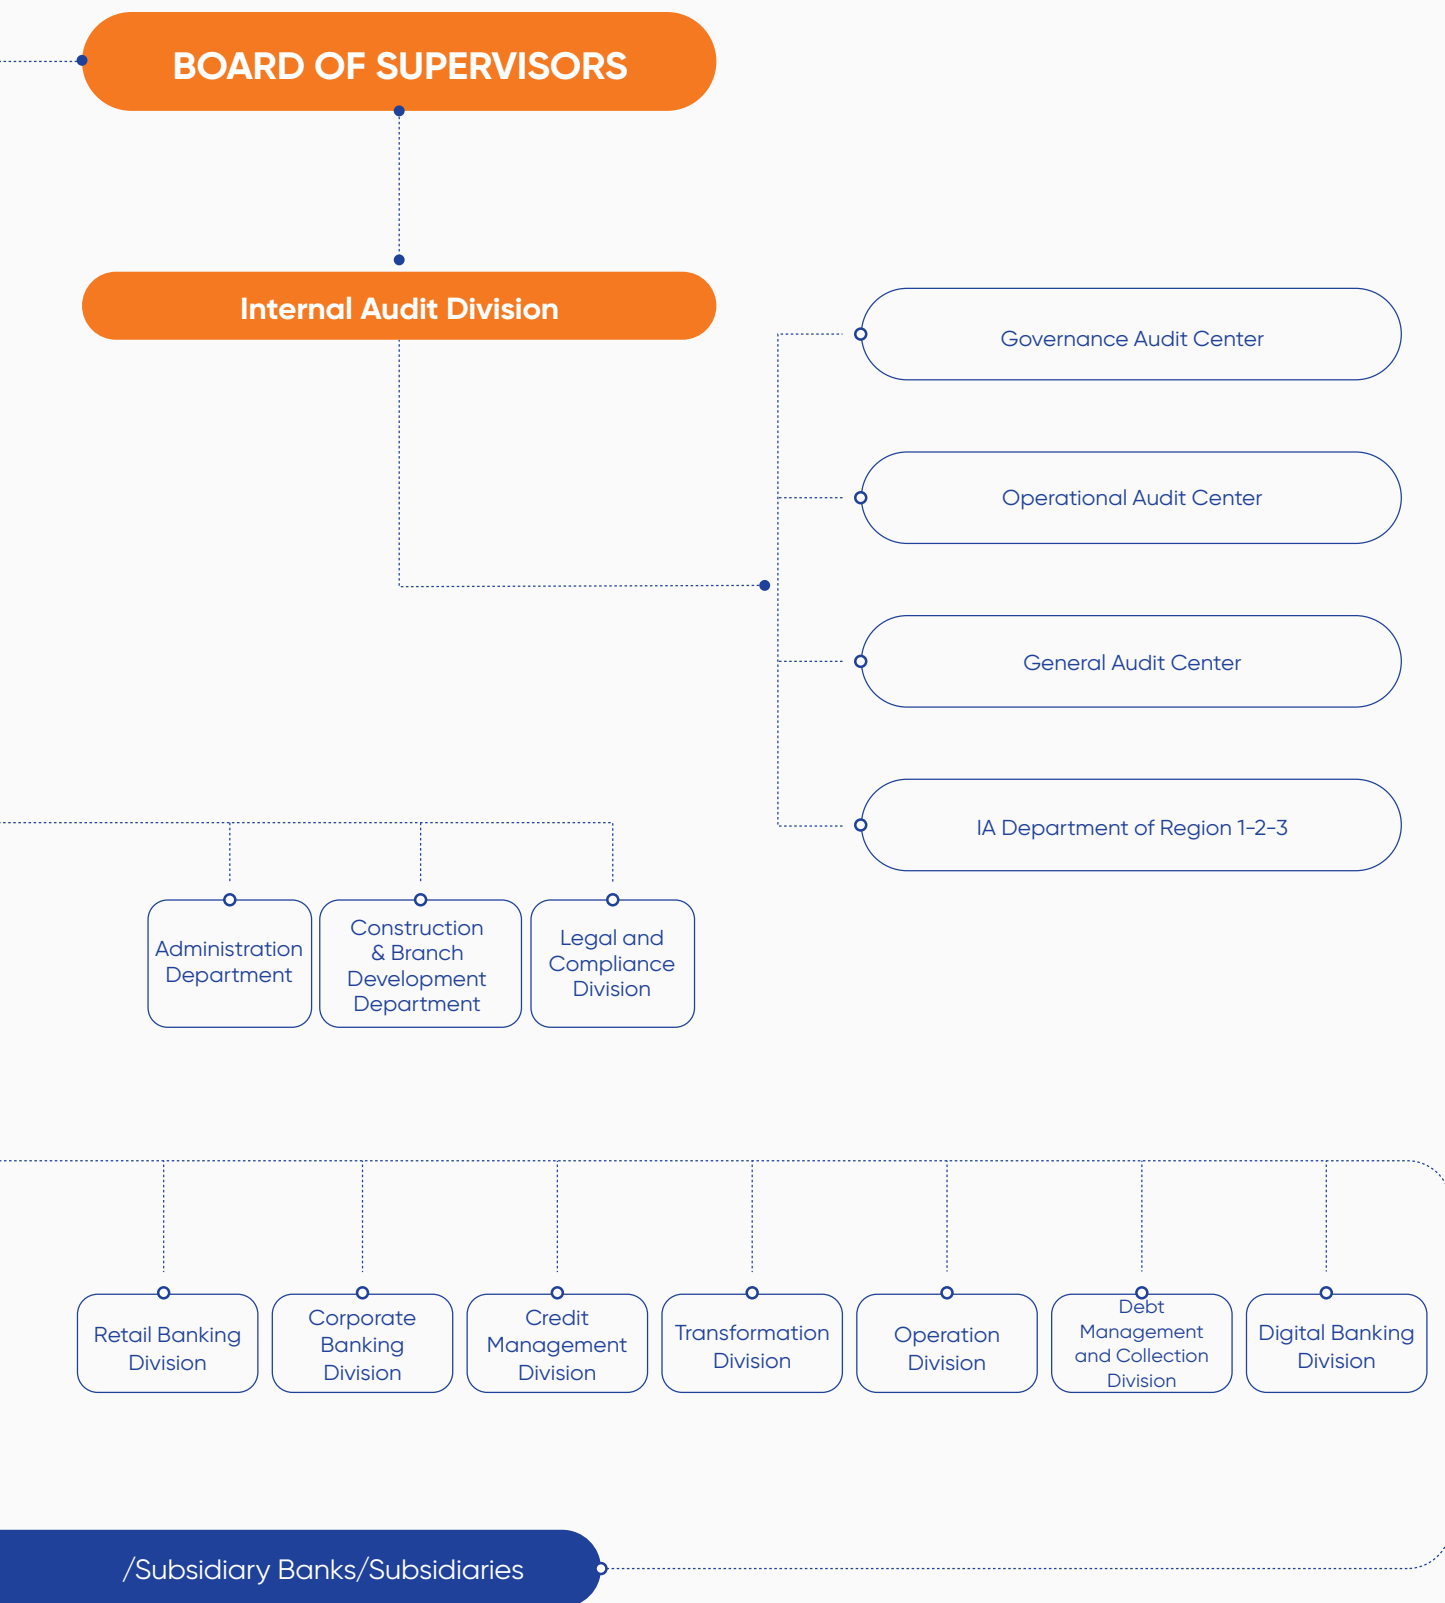 BOARD OF SUPERVISORS
Internal Audit Division
Governance Audit Center
Operational Audit Center
General Audit Center
IA Department of Region 1-2-3
Administration
Department
Construction
& Branch
Development
Department
Legal and
Compliance
Division
Retail Banking
Division
Corporate
Banking
Division
Credit
Management
Division
Transformation
Division
Operation
Division
Debt
Management
and Collection
Division
Digital Banking
Division
/Subsidiary Banks/Subsidiaries